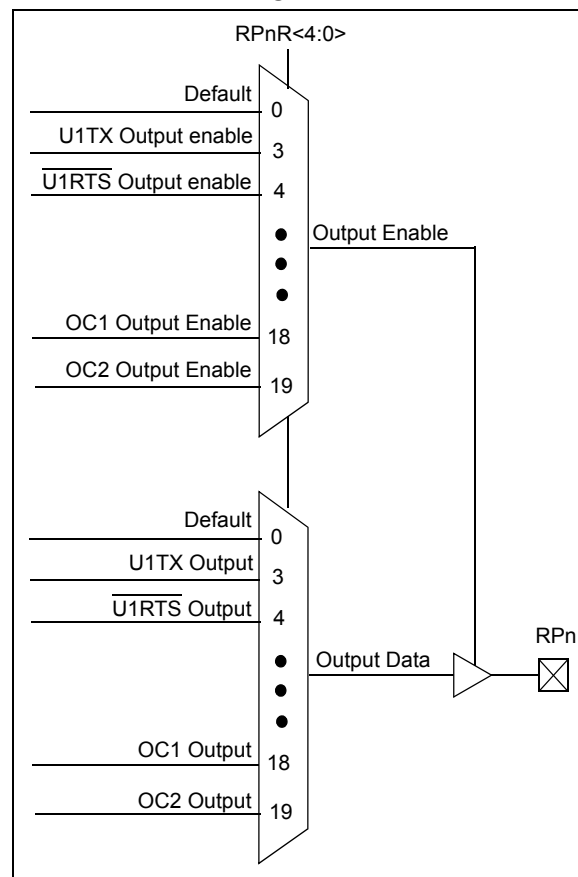 RPnR<4:0>
Default
0
U1TX Output enable
3
U1RTS Output enable
4
Output Enable
OC1 Output Enable
18
OC2 Output Enable
19
Default
0
U1TX Output
3
U1RTS Output
4
RPn
Output Data
OC1 Output
18
OC2 Output
19